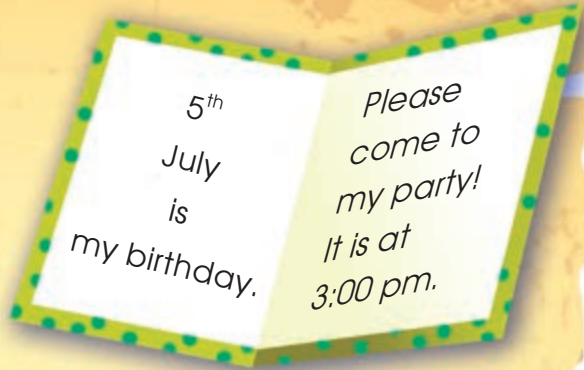 5th
July
is
my birthday.
Please
come to
my party!
It is at
3:00 pm.